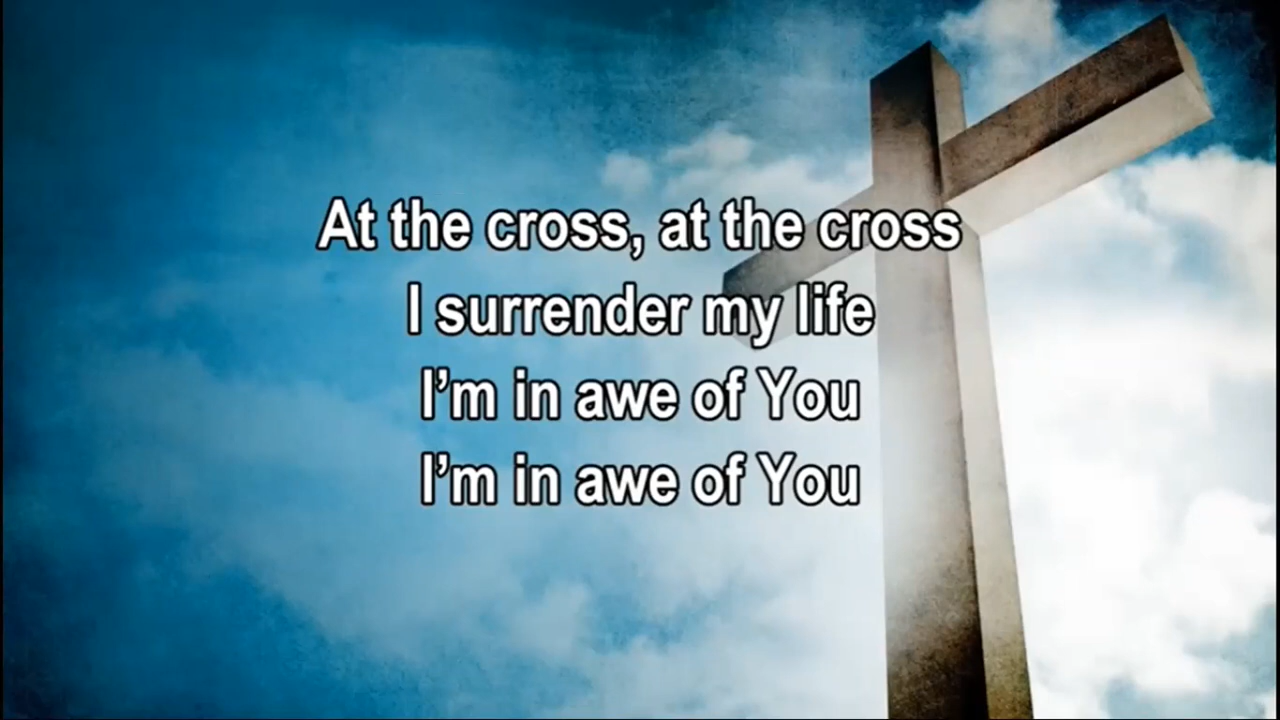 At the cross, at the cross
I surrender my life
I’m in awe of You
I’m in awe of You